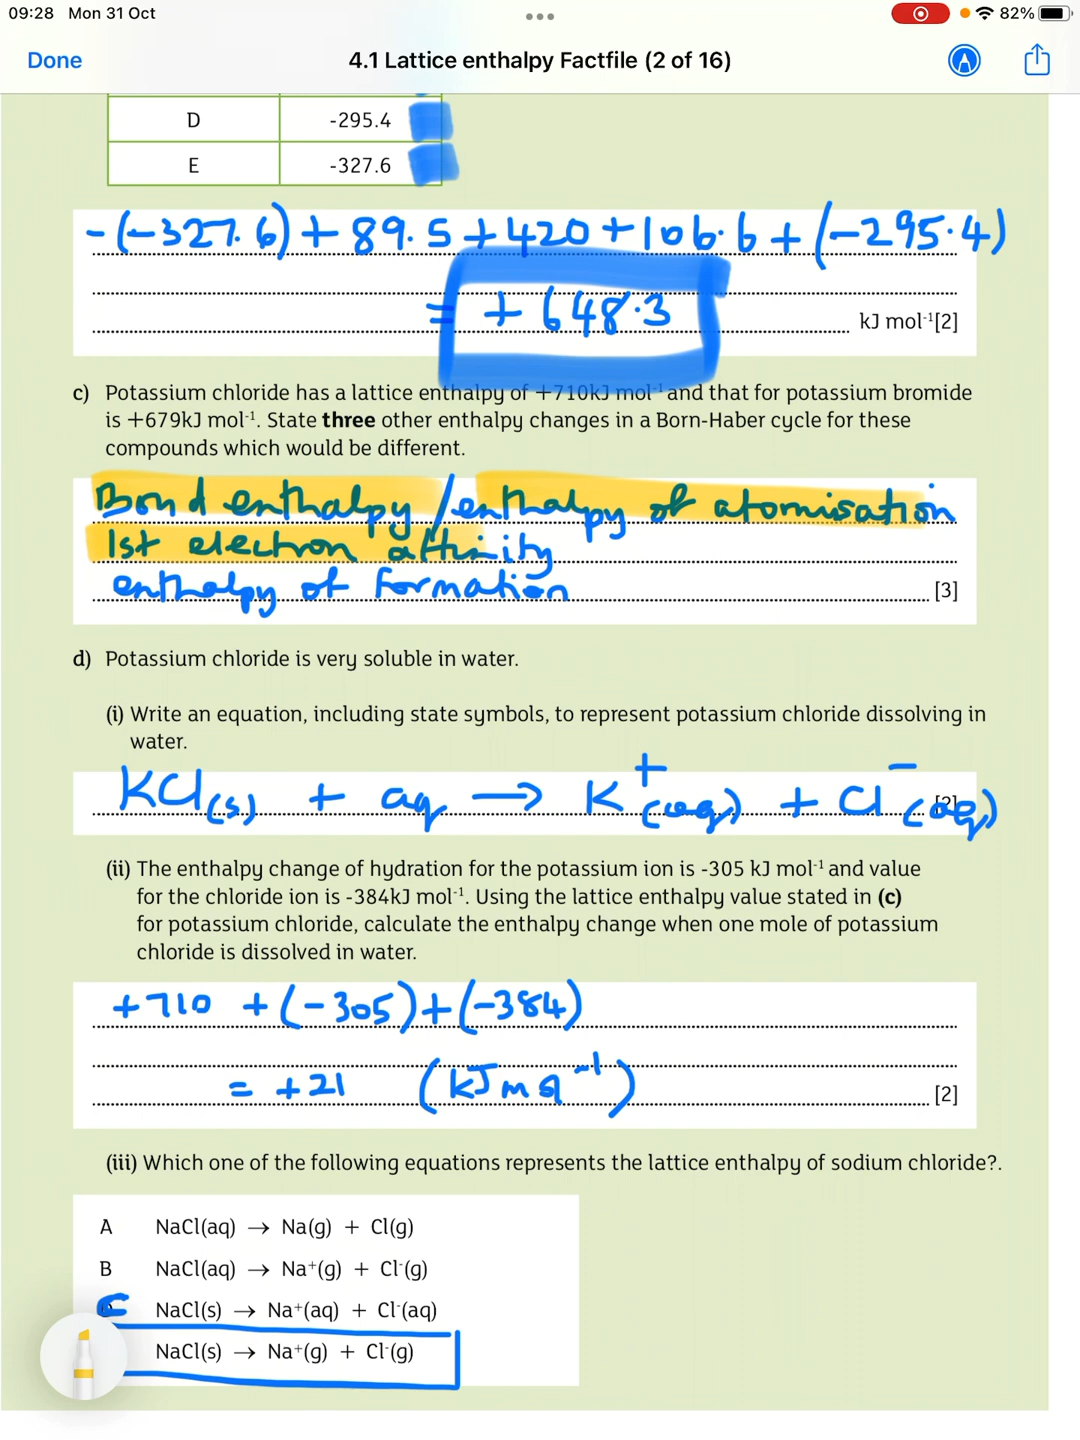 09:28 Mon 31 Oct
82%
Done
4.1 Lattice enthalpy Factfile (2 of 16)
D -295.4
E -327.6
-(-327.6) + 89.5 + 420 + 106.6 + (-295.4)
= + 648.3 kJ mol⁻¹[2]
c) Potassium chloride has a lattice enthalpy of +710kJ mol⁻¹ and that for potassium bromide
is +679kJ mol⁻¹. State three other enthalpy changes in a Born-Haber cycle for these
compounds which would be different.
Bond enthalpy / enthalpy of atomisation
1st electron affinity
enthalpy of formation [3]
d) Potassium chloride is very soluble in water.
(i) Write an equation, including state symbols, to represent potassium chloride dissolving in
water.
KCl(s) + aq → K⁺(aq) + Cl⁻(aq) [2]
(ii) The enthalpy change of hydration for the potassium ion is -305 kJ mol⁻¹ and value
for the chloride ion is -384kJ mol⁻¹. Using the lattice enthalpy value stated in (c)
for potassium chloride, calculate the enthalpy change when one mole of potassium
chloride is dissolved in water.
+710 + (-305) + (-384)
= +21 (kJ mol⁻¹) [2]
(iii) Which one of the following equations represents the lattice enthalpy of sodium chloride?.
A NaCl(aq) → Na(g) + Cl(g)
B NaCl(aq) → Na⁺(g) + Cl⁻(g)
C NaCl(s) → Na⁺(aq) + Cl⁻(aq)
NaCl(s) → Na⁺(g) + Cl⁻(g)